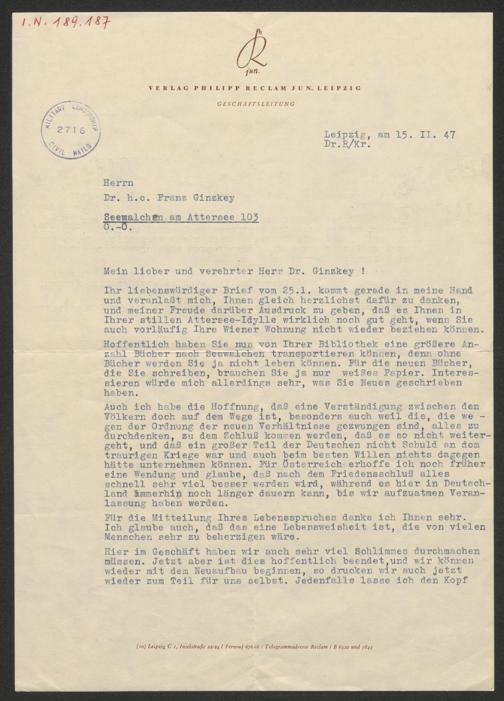 I.N. 189.187
R
jun.
VERLAG PHILIPP RECLAM JUN. LEIPZIG
GESCHÄFTSLEITUNG
MILITARY CENSORSHIP
2716
CIVIL MAILS
Leipzig, am 15. II. 47
Dr.R/Kr.
Herrn
Dr. h.c. Franz Ginzkey
Seewalchen am Attersee 103
O.-Ö.
Mein lieber und verehrter Herr Dr. Ginzkey !
Ihr liebenswürdiger Brief vom 25.1. kommt gerade in meine Hand
und veranlaßt mich, Ihnen gleich herzlichst dafür zu danken,
und meiner Freude darüber Ausdruck zu geben, daß es Ihnen in
Ihrer stillen Attersee-Idylle wirklich noch gut geht, wenn Sie
auch vorläufig Ihre Wiener Wohnung nicht wieder beziehen können.
Hoffentlich haben Sie nun von Ihrer Bibliothek eine größere An-
zahl Bücher nach Seewalchen transportieren können, denn ohne
Bücher werden Sie ja nicht leben können. Für die neuen Bücher,
die Sie schreiben, brauchen Sie ja nur weißes Papier. Interes-
sieren würde mich allerdings sehr, was Sie Neues geschrieben
haben.
Auch ich habe die Hoffnung, daß eine Verständigung zwischen den
Völkern doch auf dem Wege ist, besonders auch weil die, die we -
gen der Ordnung der neuen Verhältnisse gezwungen sind, alles zu
durchdenken, zu dem Schluß kommen werden, daß es so nicht weiter-
geht, und daß ein großer Teil der Deutschen nicht Schuld an dem
traurigen Kriege war und auch beim besten Willen nichts dagegen
hätte unternehmen können. Für Österreich erhoffe ich noch früher
eine Wendung und glaube, daß nach dem Friedensschluß alles
schnell sehr viel besser werden wird, während es hier in Deutsch-
land immerhin noch länger dauern kann, bis wir aufzuatmen Veran-
lassung haben werden.
Für die Mitteilung Ihres Lebensspruches danke ich Ihnen sehr.
Ich glaube auch, daß das eine Lebensweisheit ist, die von vielen
Menschen sehr zu beherzigen wäre.
Hier im Geschäft haben wir auch sehr viel Schlimmes durchmachen
müssen. Jetzt aber ist dies hoffentlich beendet,und wir können
wieder mit dem Neuaufbau beginnen, so drucken wir auch jetzt
wieder zum Teil für uns selbst. Jedenfalls lasse ich den Kopf
(10) Leipzig C 1, Inselstraße 22/24 / Fernruf / Telegrammadresse Reclam /